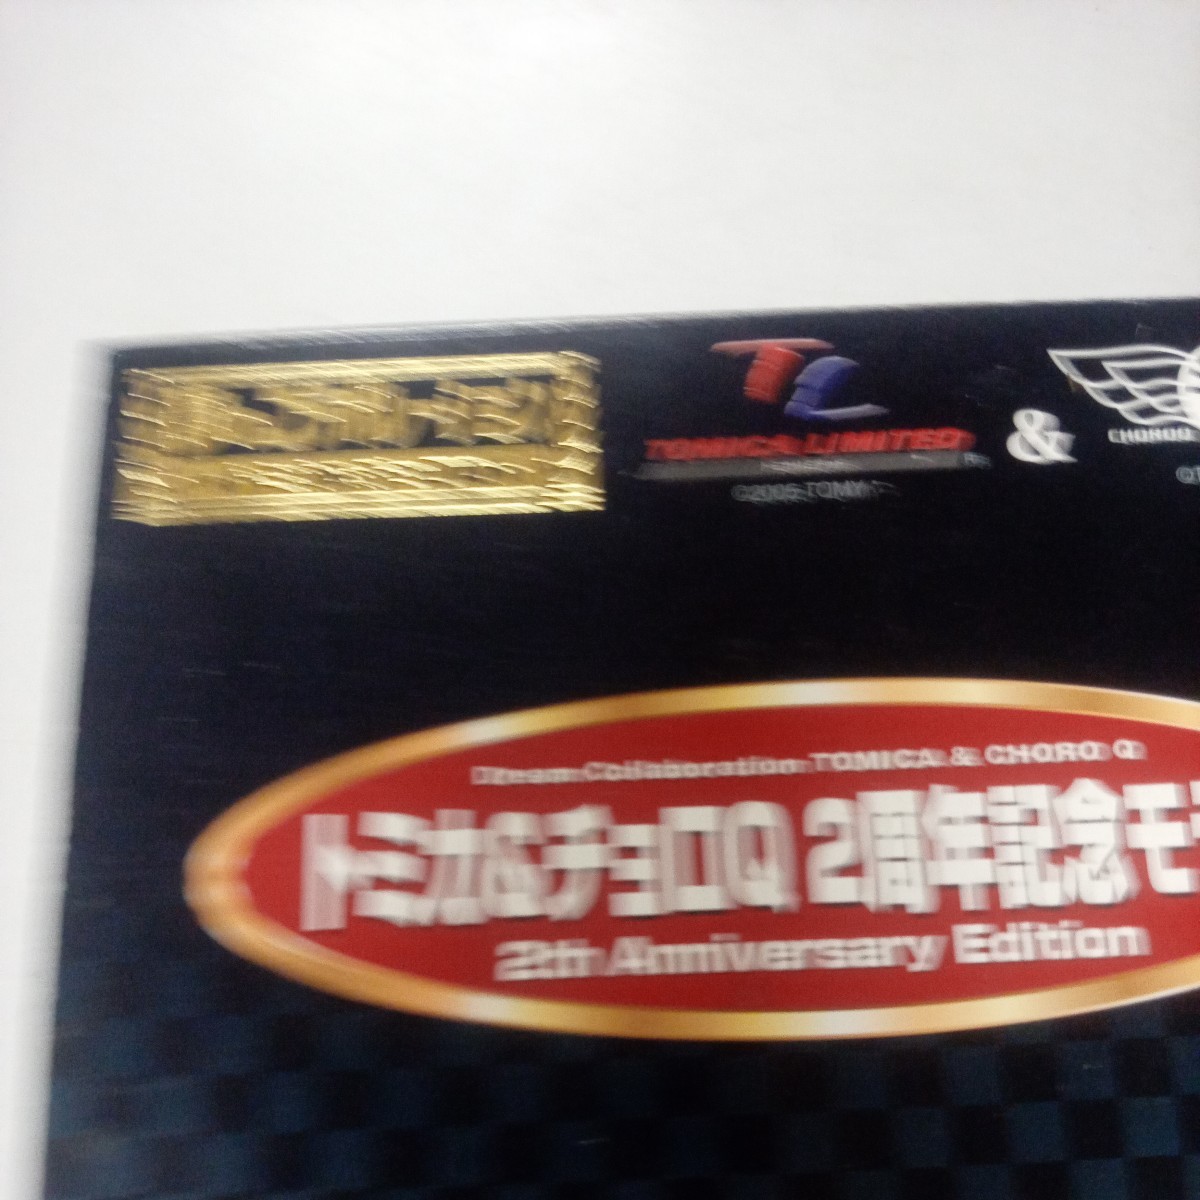 TOMICA LIMITED
©2005 TOMY
&
CHOROQ
Dream Collaboration TOMICA & CHORO Q
トミカ&チョロQ 2周年記念モ
2th Anniversary Edition